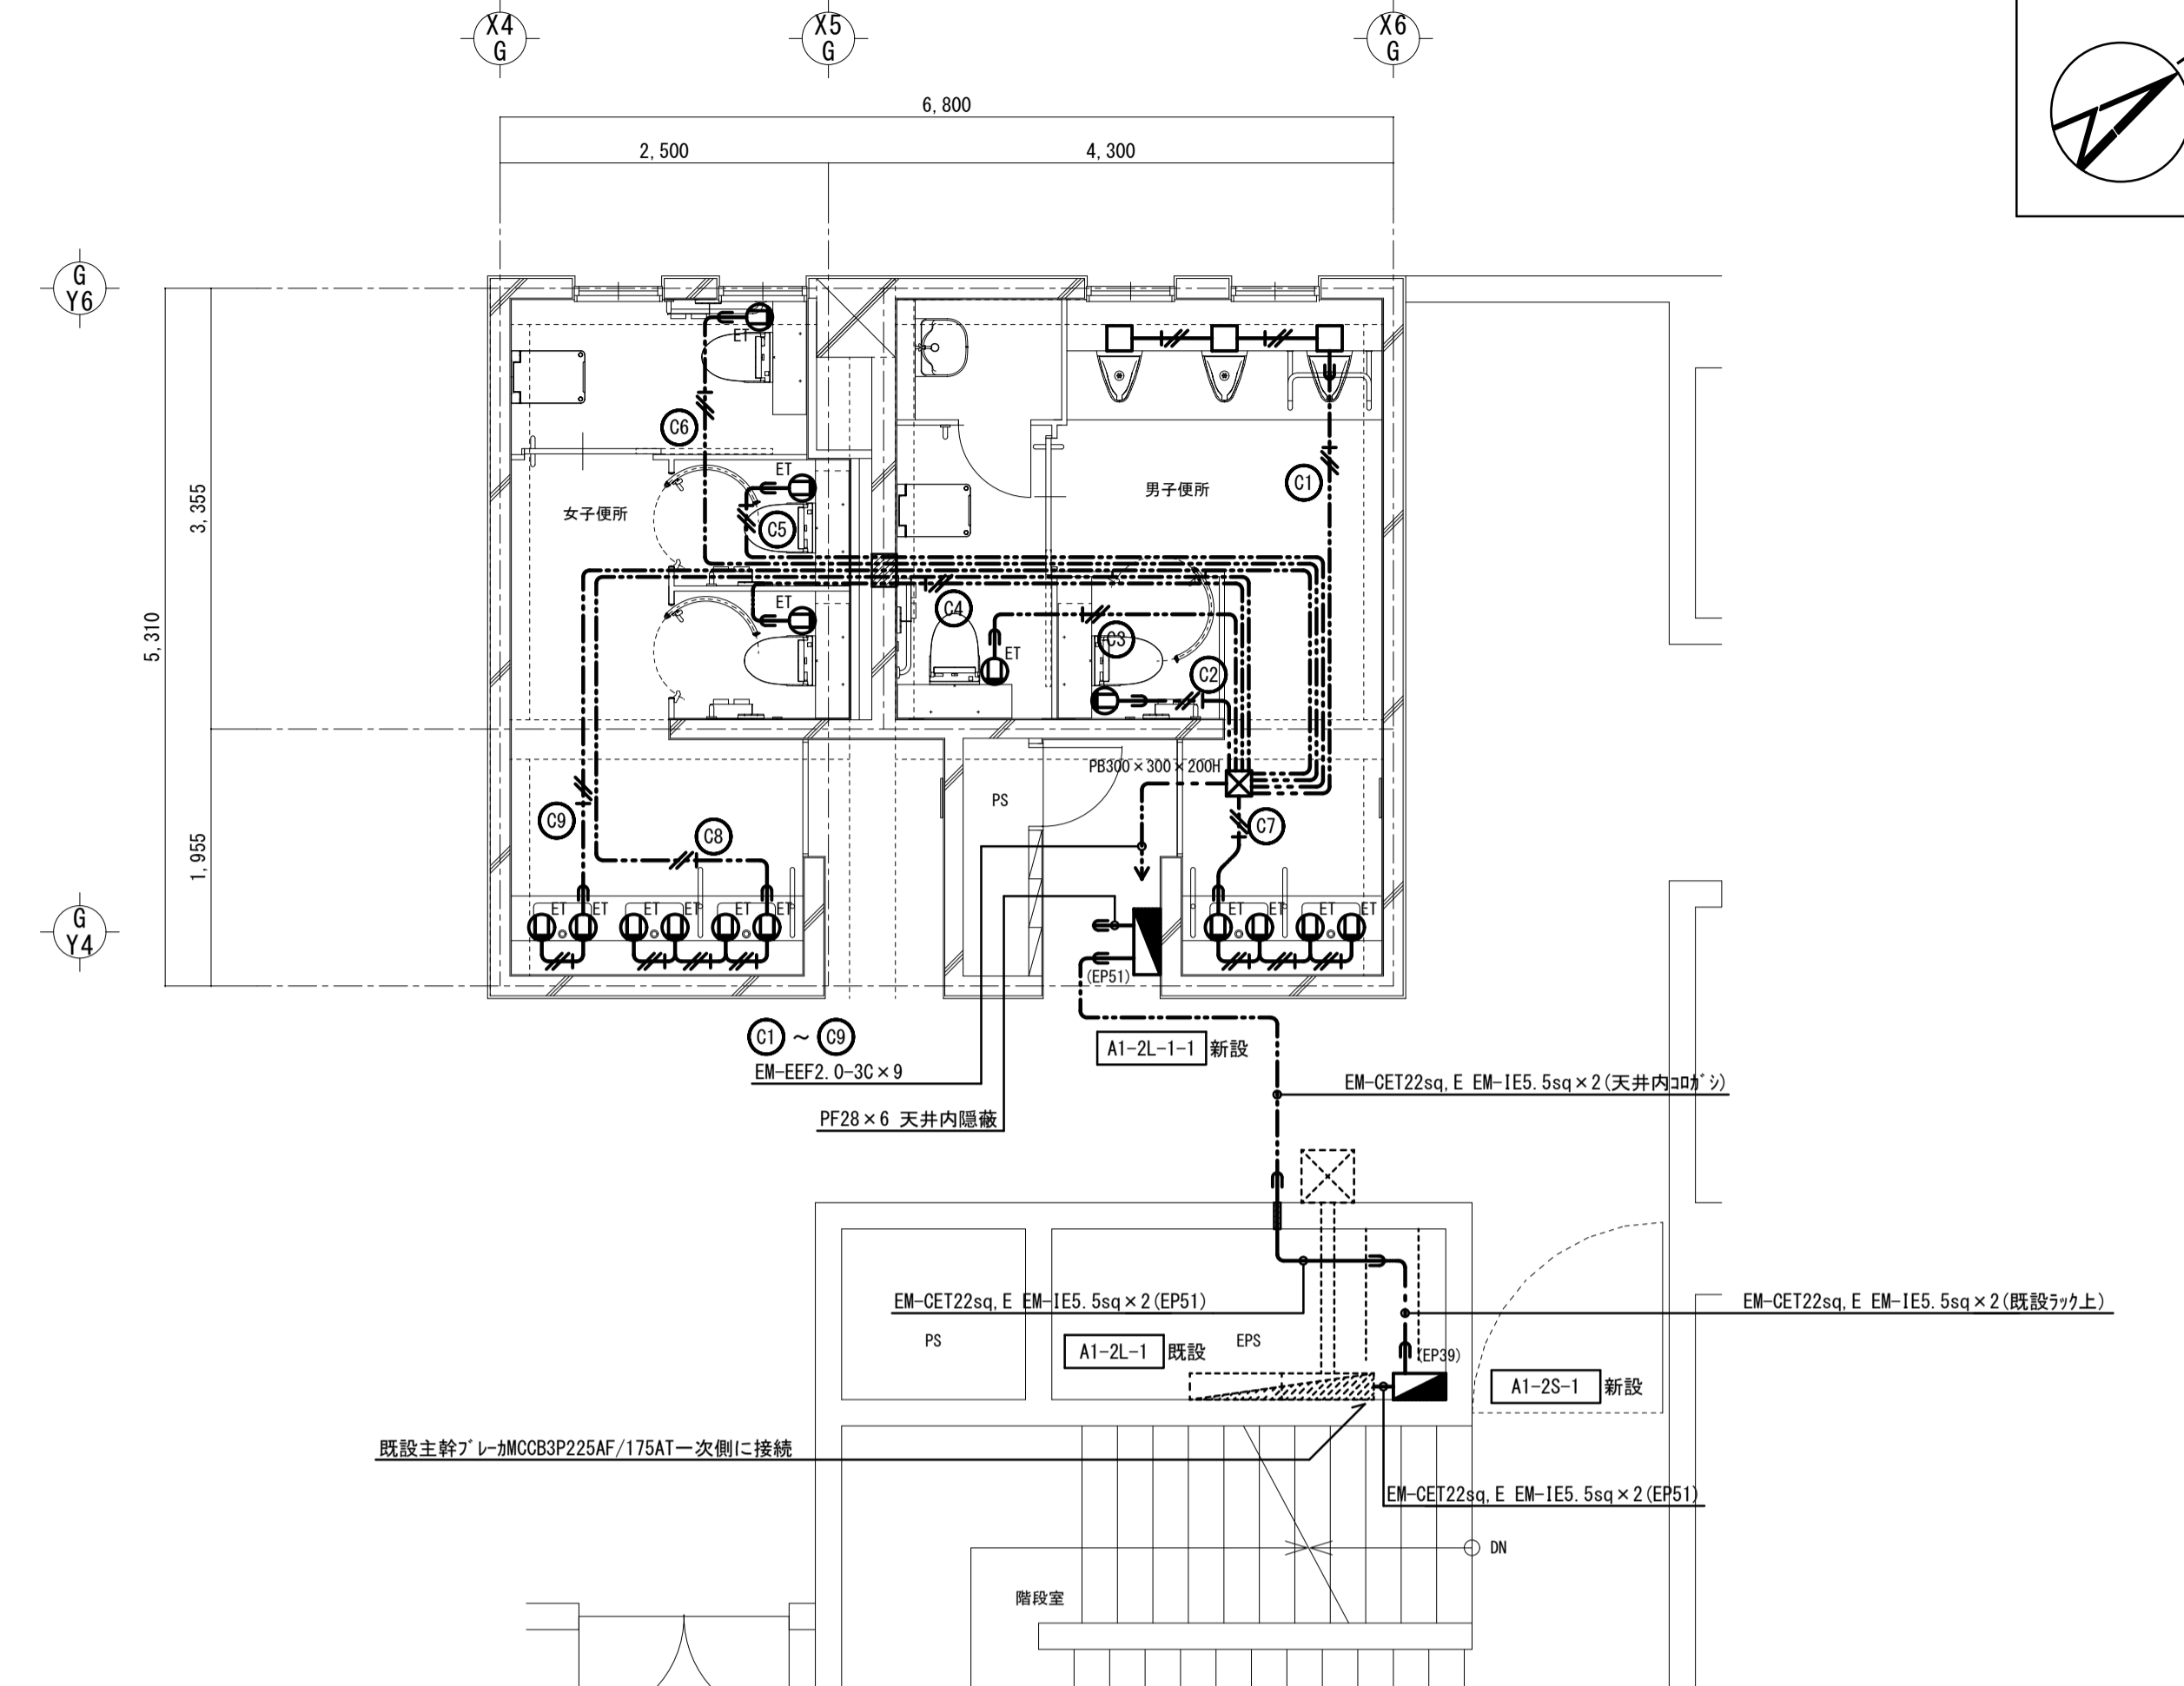 X4
G
X5
G
X6
G
6,800
2,500
4,300
G
Y6
ET
C6
ET
C1
3,355
男子便所
女子便所
C5
ET
C4
5,310
C3
ET
C2
PB300×300×200H
PS
C9
C8
C7
1,955
ET ET ET ET ET ET
ET ET ET ET
G
Y4
(EP51)
C1 ～ C9
A1-2L-1-1 新設
EM-EEF2.0-3C×9
EM-CET22sq,E EM-IE5.5sq×2(天井内ｺﾛｶﾞｼ)
PF28×6 天井内隠蔽
EM-CET22sq,E EM-IE5.5sq×2(EP51)
EM-CET22sq,E EM-IE5.5sq×2(既設ﾗｯｸ上)
PS
A1-2L-1 既設
EPS
(EP39)
A1-2S-1 新設
既設主幹ﾌﾞﾚｰｶMCCB3P225AF/175AT一次側に接続
EM-CET22sq,E EM-IE5.5sq×2(EP51)
DN
階段室